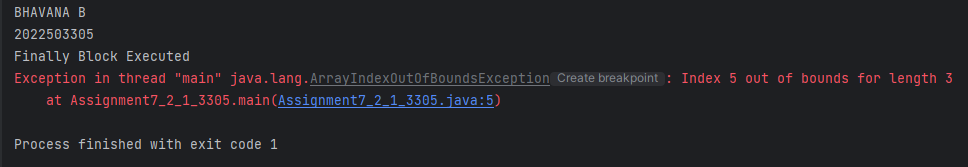 BHAVANA B
2022503305
Finally Block Executed
Exception in thread "main" java.lang.ArrayIndexOutOfBoundsException Create breakpoint : Index 5 out of bounds for length 3
    at Assignment7_2_1_3305.main(Assignment7_2_1_3305.java:5)

Process finished with exit code 1